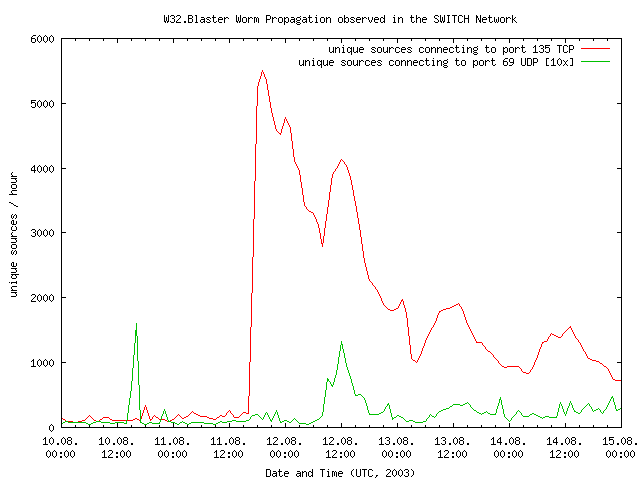 W32.Blaster Worm Propagation observed in the SWITCH Network
unique sources connecting to port 135 TCP
unique sources connecting to port 69 UDP [10x]
unique sources / hour
6000
5000
4000
3000
2000
1000
0
10.08. 10.08. 11.08. 11.08. 12.08. 12.08. 13.08. 13.08. 14.08. 14.08. 15.08.
00:00 12:00 00:00 12:00 00:00 12:00 00:00 12:00 00:00 12:00 00:00
Date and Time (UTC, 2003)